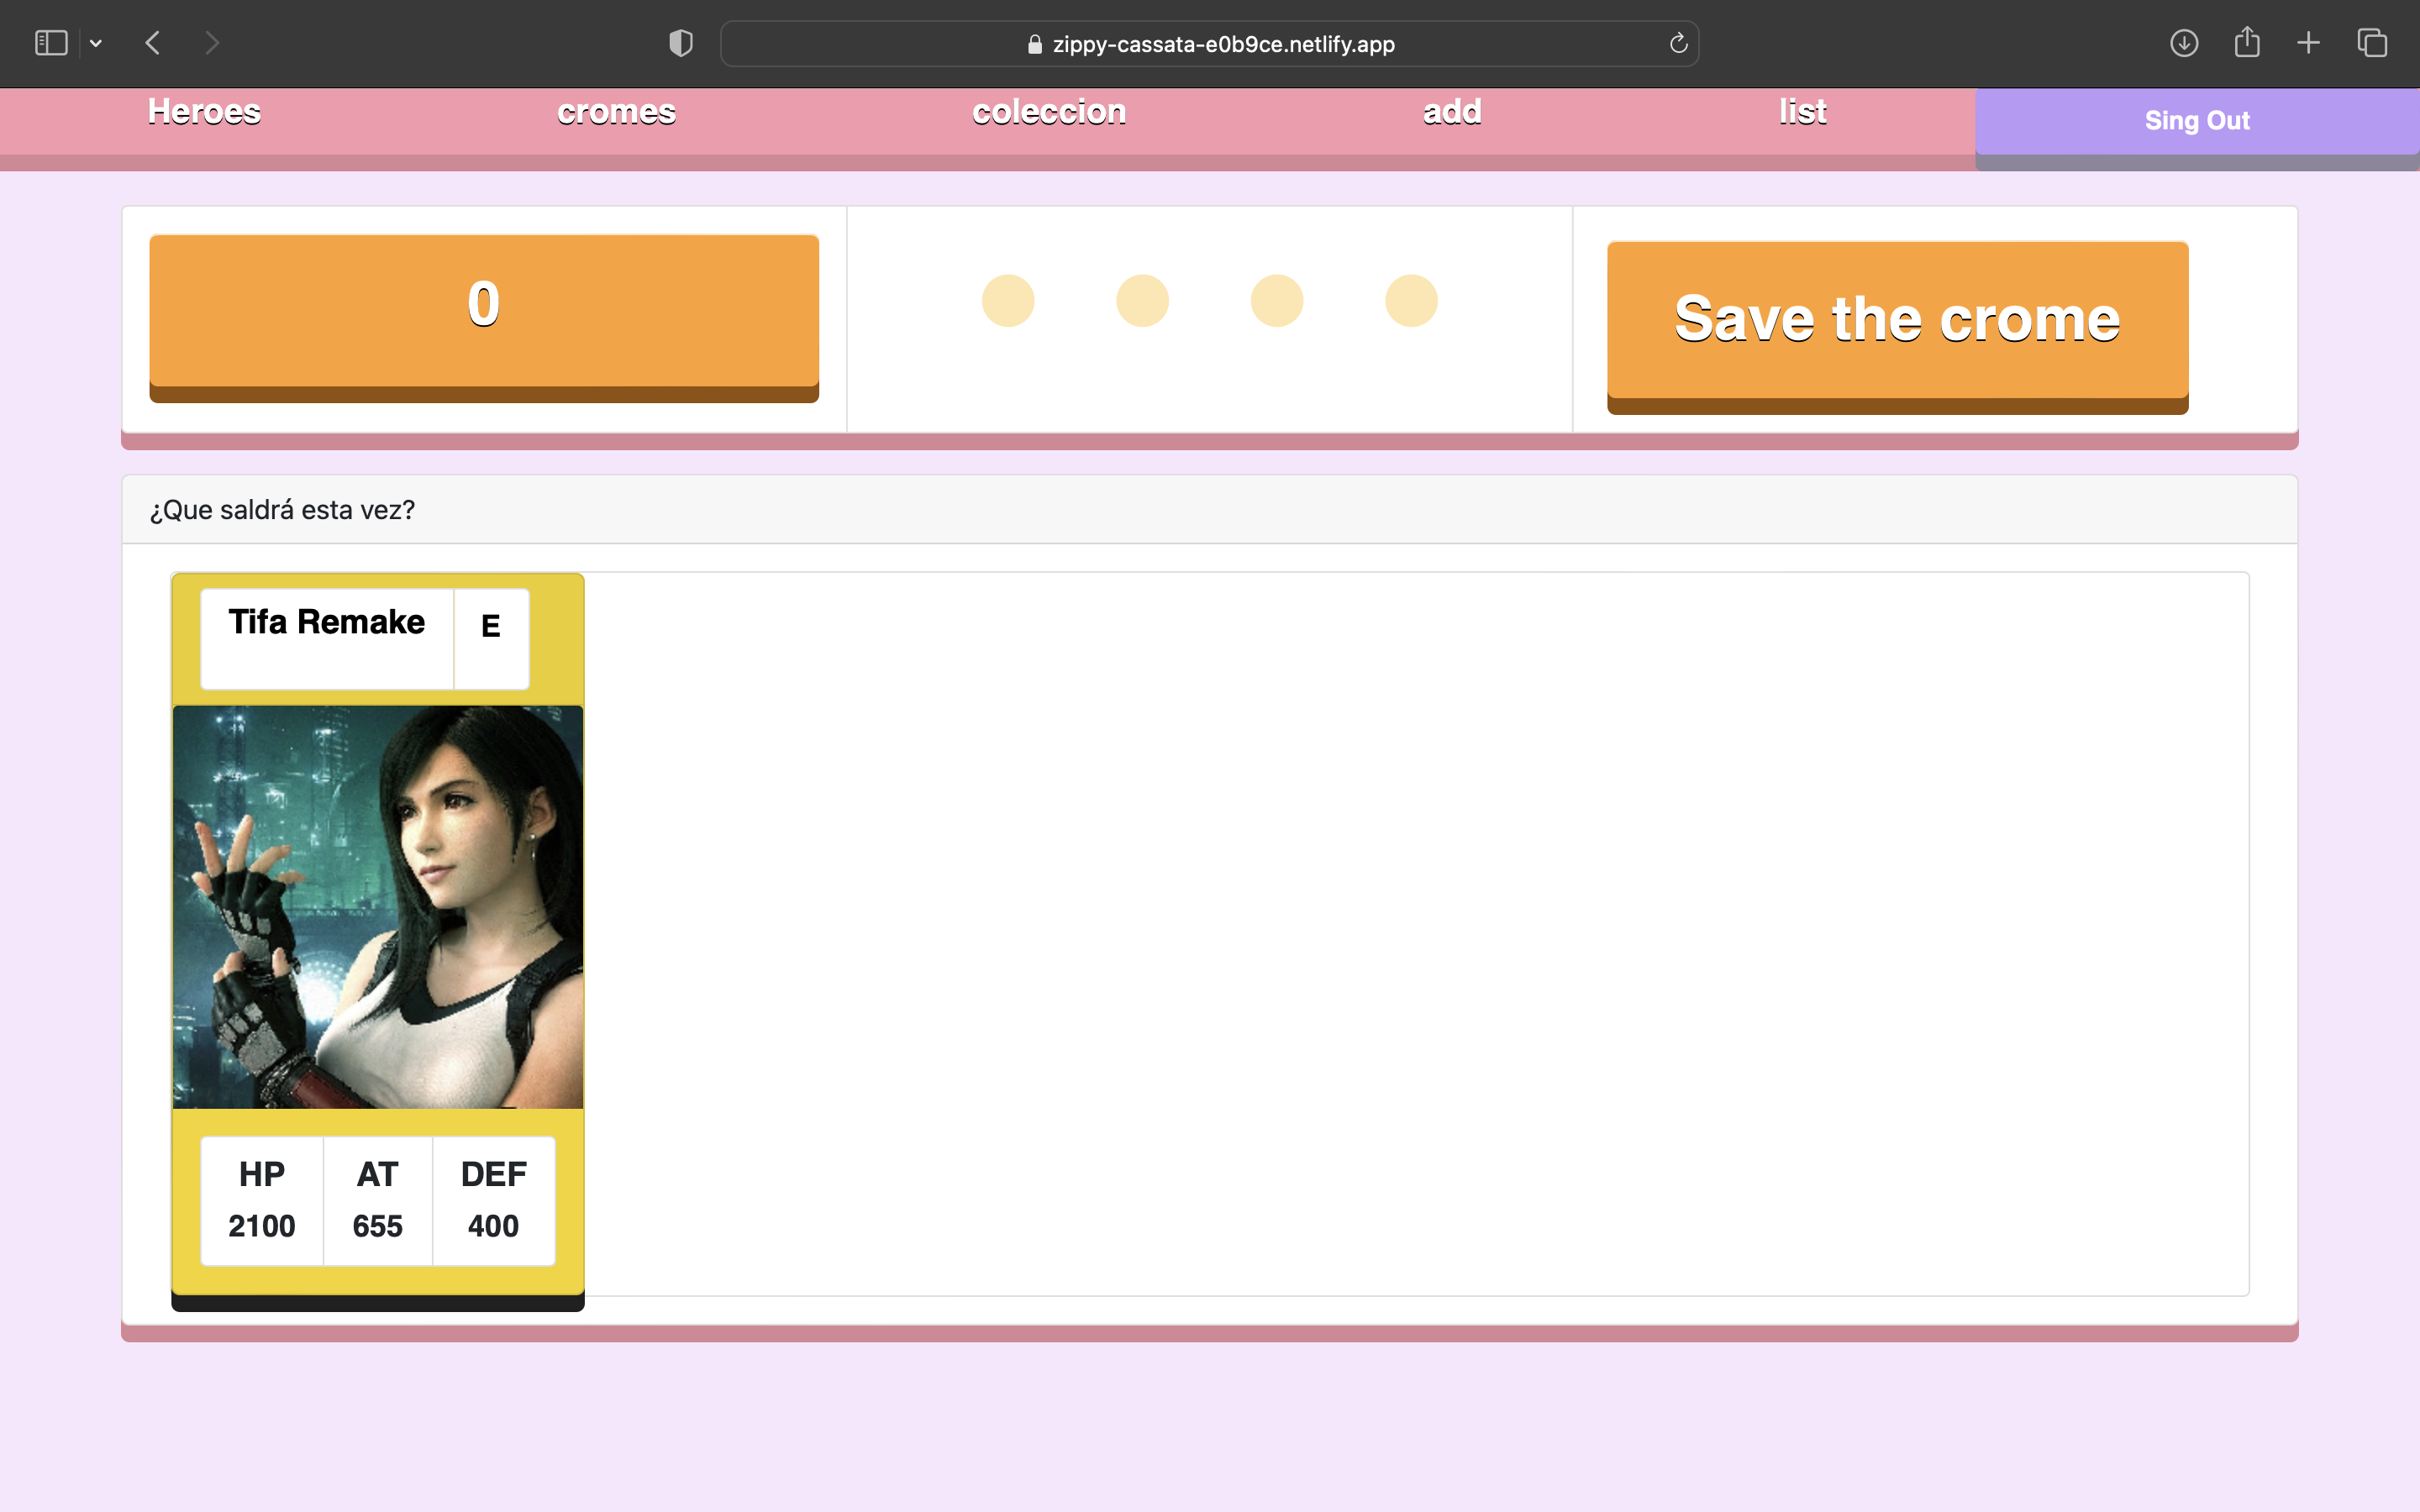 zippy-cassata-e0b9ce.netlify.app
Heroes cromes coleccion add list Sing Out
0
Save the crome
¿Que saldrá esta vez?
Tifa Remake E
HP AT DEF
2100 655 400